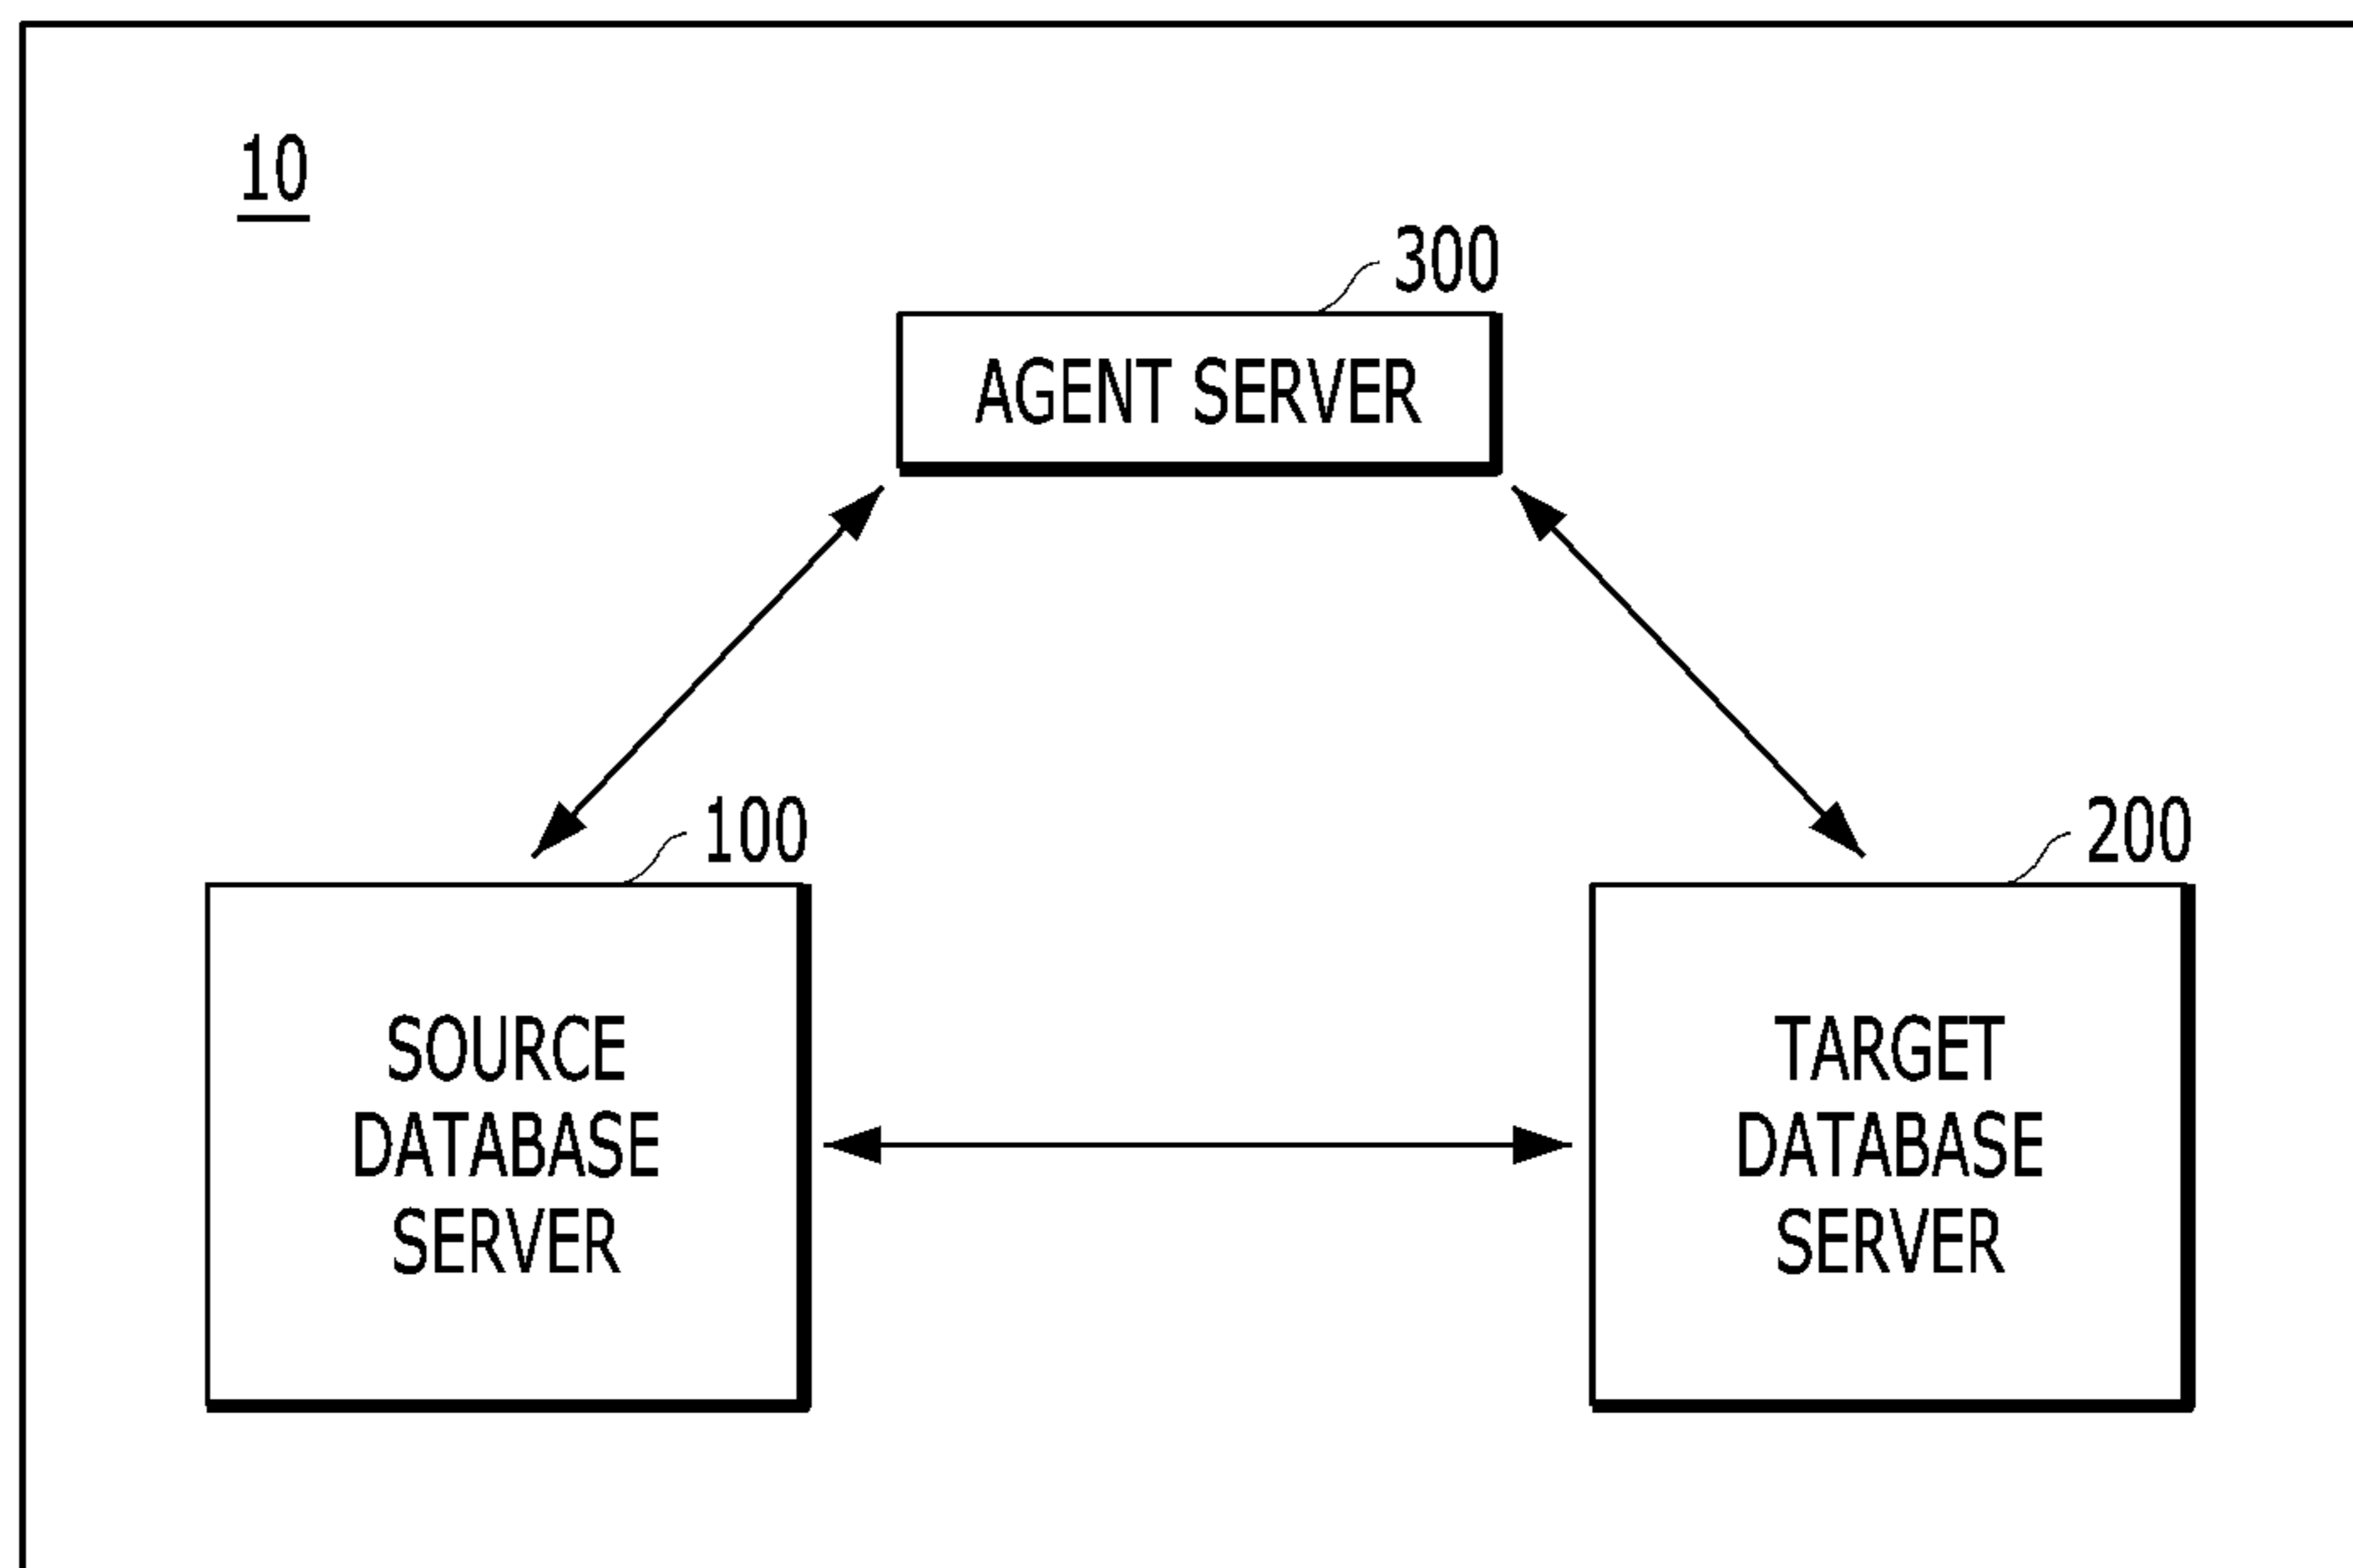 10
300
AGENT SERVER
100
200
SOURCE
DATABASE
SERVER
TARGET
DATABASE
SERVER